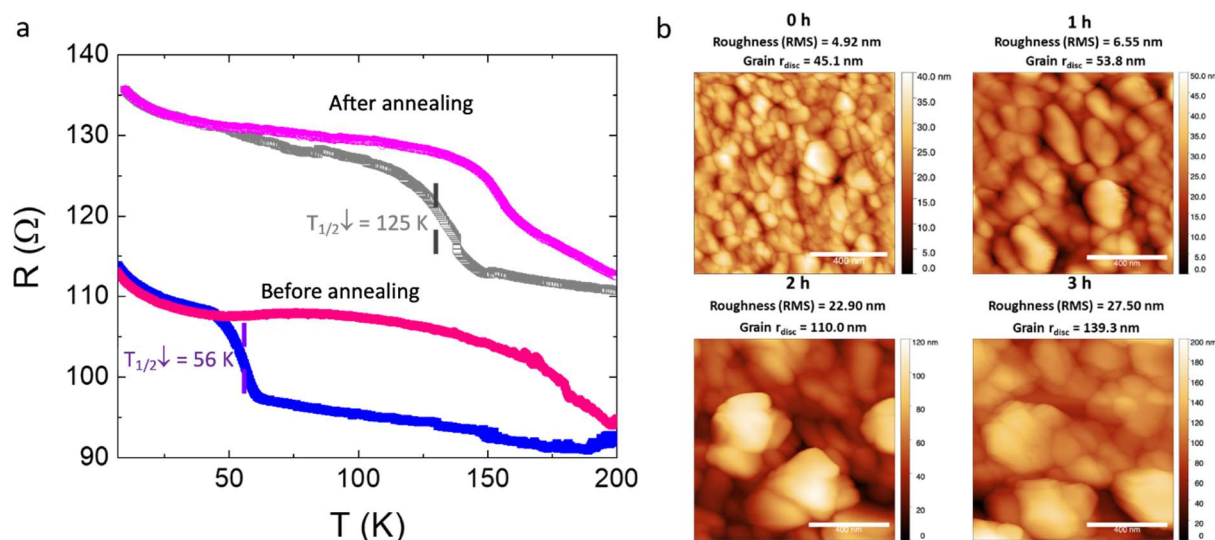 a
140
130
120
110
100
90
R (Ω)
50
75
100
125
150
175
200
T (K)
After annealing
T1/2↓ = 125 K
Before annealing
T1/2↓ = 56 K
b
0 h
Roughness (RMS) = 4.92 nm
Grain rdisc = 45.1 nm
40.0 nm
35.0
30.0
25.0
20.0
15.0
10.0
5.0
0.0
400 nm
1 h
Roughness (RMS) = 6.55 nm
Grain rdisc = 53.8 nm
50.0 nm
45.0
40.0
35.0
30.0
25.0
20.0
15.0
10.0
5.0
0.0
400 nm
2 h
Roughness (RMS) = 22.90 nm
Grain rdisc = 110.0 nm
120 nm
100
80
60
40
20
0
400 nm
3 h
Roughness (RMS) = 27.50 nm
Grain rdisc = 139.3 nm
200 nm
180
160
140
120
100
80
60
40
20
0
400 nm